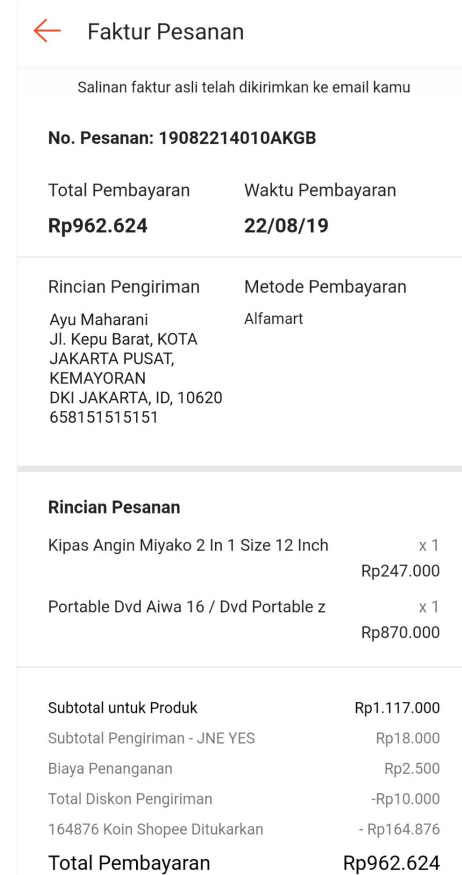 Faktur Pesanan
Salinan faktur asli telah dikirimkan ke email kamu
No. Pesanan: 19082214010AKGB
Total Pembayaran
Waktu Pembayaran
Rp962.624
22/08/19
Rincian Pengiriman
Metode Pembayaran
Ayu Maharani
Alfamart
Jl. Kepu Barat, KOTA
JAKARTA PUSAT,
KEMAYORAN
DKI JAKARTA, ID, 10620
658151515151
Rincian Pesanan
Kipas Angin Miyako 2 In 1 Size 12 Inch x 1
Rp247.000
Portable Dvd Aiwa 16 / Dvd Portable z x 1
Rp870.000
Subtotal untuk Produk Rp1.117.000
Subtotal Pengiriman - JNE YES Rp18.000
Biaya Penanganan Rp2.500
Total Diskon Pengiriman -Rp10.000
164876 Koin Shopee Ditukarkan - Rp164.876
Total Pembayaran Rp962.624